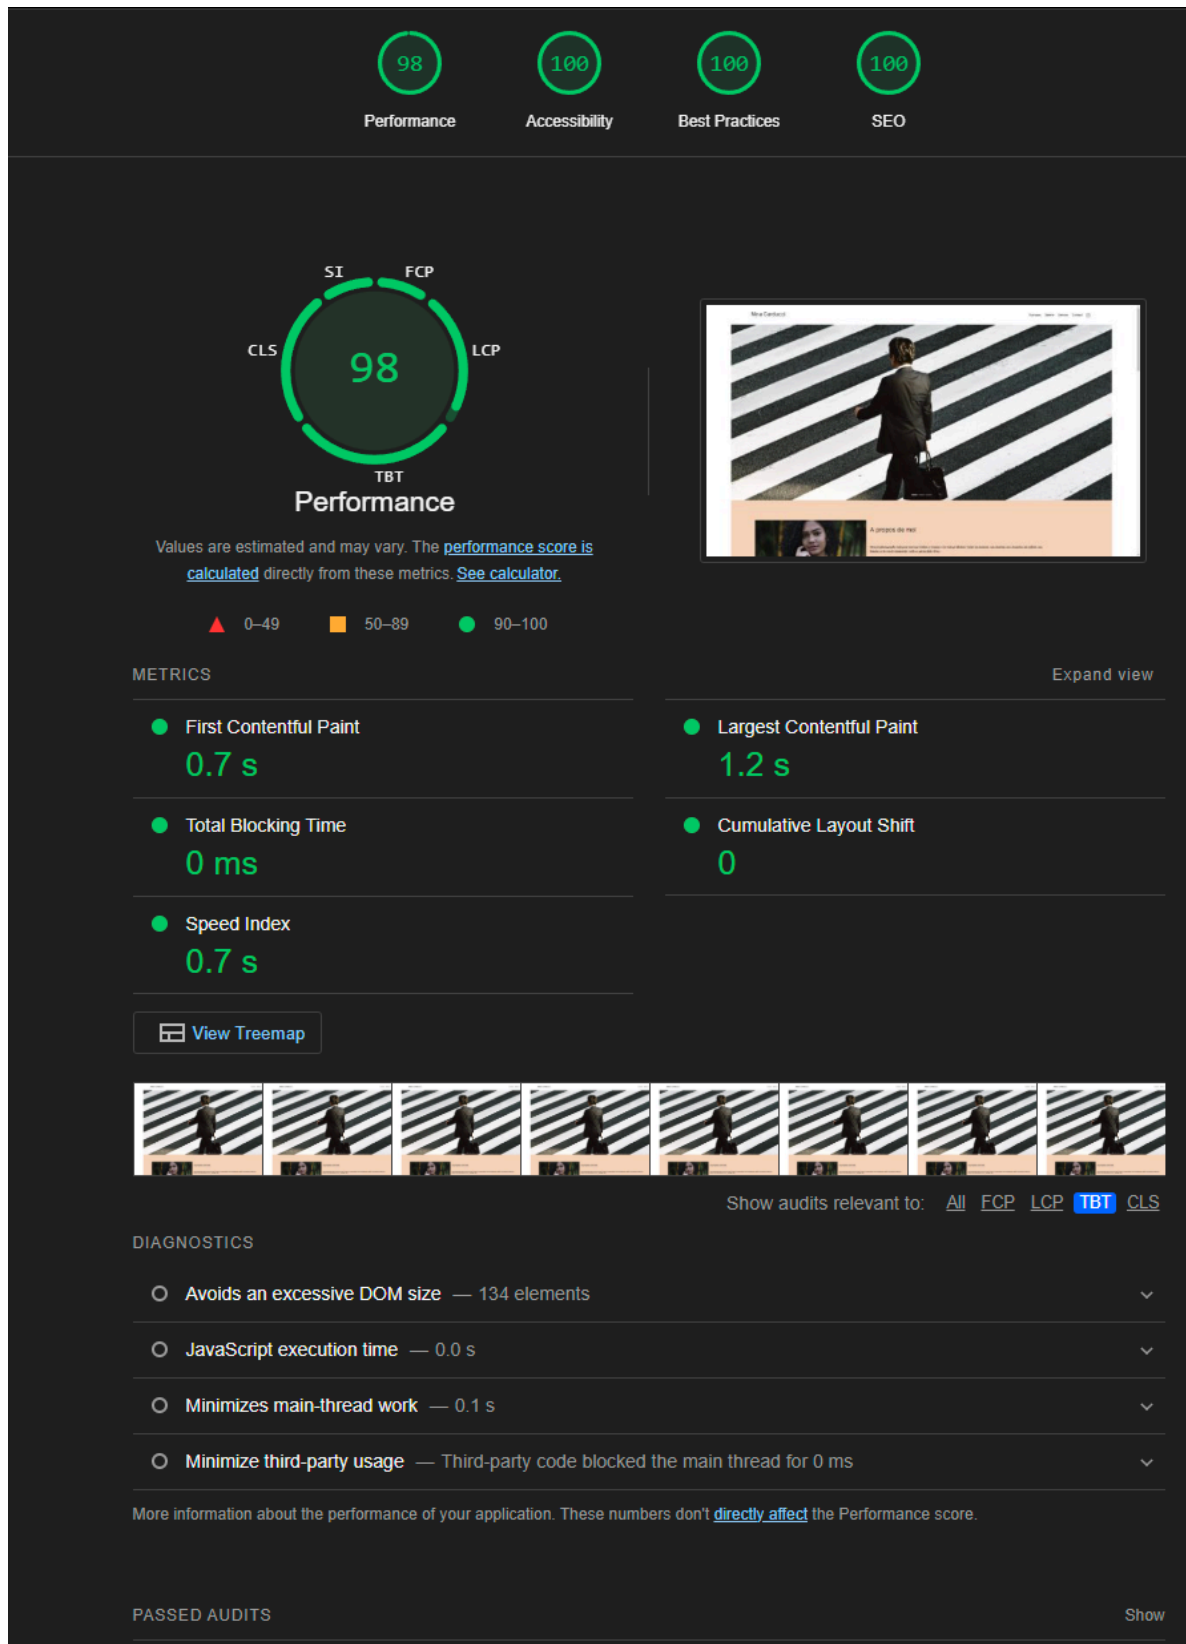 98
100
100
100
Performance
Accessibility
Best Practices
SEO
SI
FCP
CLS
LCP
98
TBT
Performance
Values are estimated and may vary. The performance score is
calculated directly from these metrics. See calculator.
0–49
50–89
90–100
Nina Carducci
A propos de moi
METRICS
Expand view
First Contentful Paint
0.7 s
Largest Contentful Paint
1.2 s
Total Blocking Time
0 ms
Cumulative Layout Shift
0
Speed Index
0.7 s
View Treemap
Show audits relevant to: All FCP LCP TBT CLS
DIAGNOSTICS
Avoids an excessive DOM size — 134 elements
JavaScript execution time — 0.0 s
Minimizes main-thread work — 0.1 s
Minimize third-party usage — Third-party code blocked the main thread for 0 ms
More information about the performance of your application. These numbers don't directly affect the Performance score.
PASSED AUDITS
Show